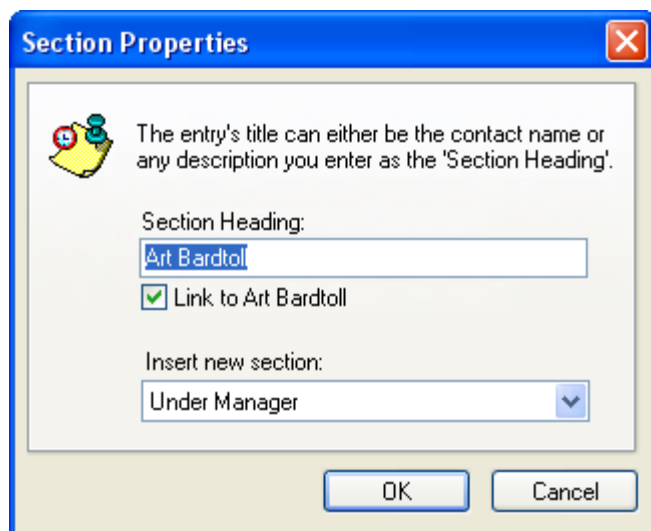 Section Properties
The entry's title can either be the contact name or
any description you enter as the 'Section Heading'.
Section Heading:
Art Bardtoll
Link to Art Bardtoll
Insert new section:
Under Manager
OK Cancel